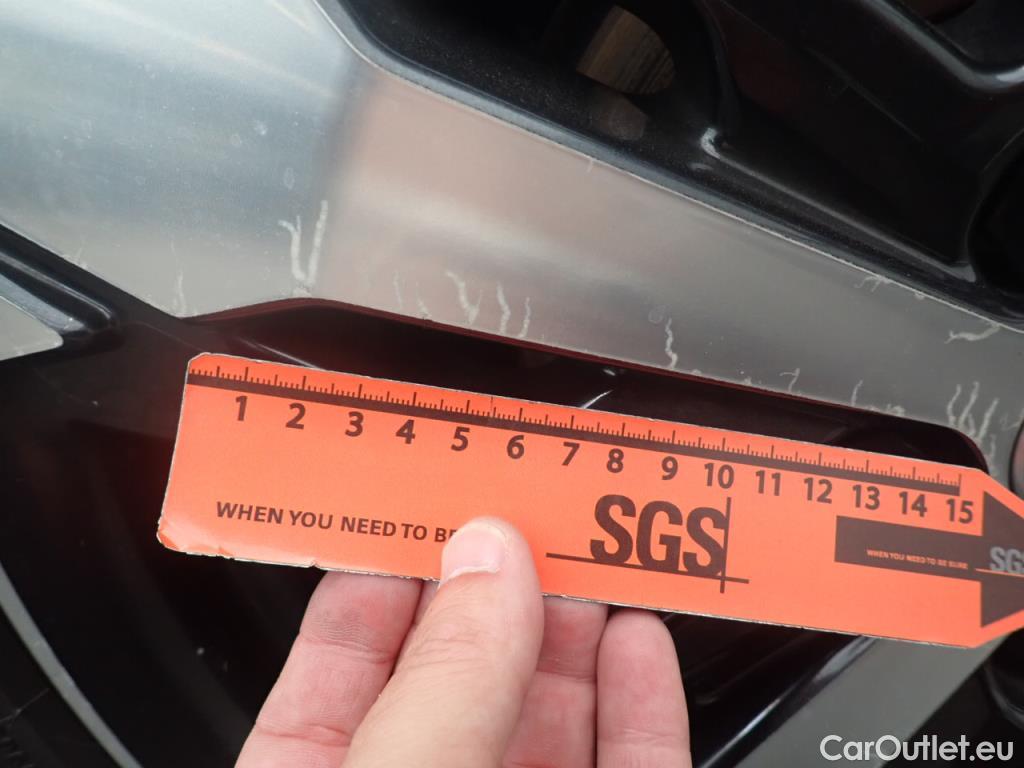 1 2 3 4 5 6 7 8 9 10 11 12 13 14 15
WHEN YOU NEED TO BE
SGS
WHEN YOU NEED TO BE SURE
SGS
CarOutlet.eu